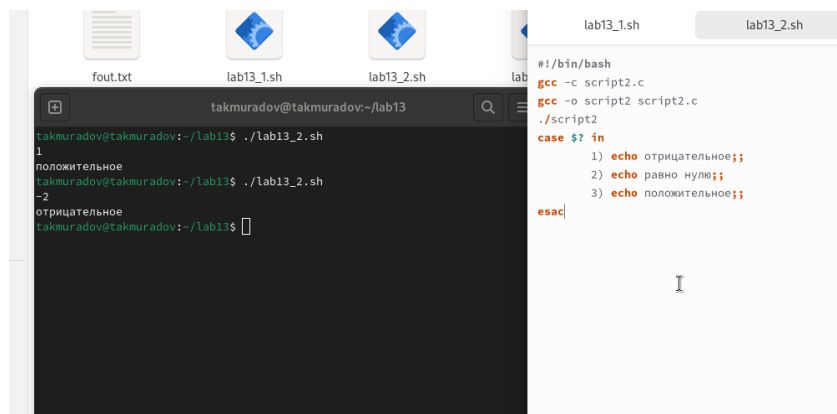 fout.txt
lab13_1.sh
lab13_2.sh
lab
takmuradov@takmuradov:~/lab13
takmuradov@takmuradov:~/lab13$ ./lab13_2.sh
1
положительное
takmuradov@takmuradov:~/lab13$ ./lab13_2.sh
-2
отрицательное
takmuradov@takmuradov:~/lab13$
lab13_1.sh
lab13_2.sh
#!/bin/bash
gcc -c script2.c
gcc -o script2 script2.c
./script2
case $? in
1) echo отрицательное;;
2) echo равно нулю;;
3) echo положительное;;
esac